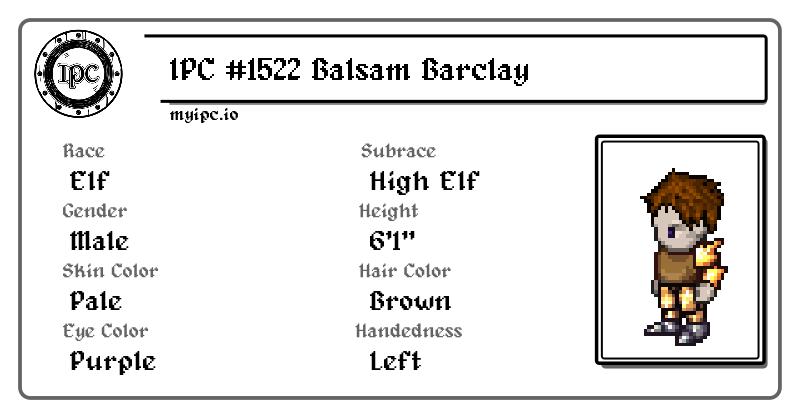 IPC
IPC #1522 Balsam Barclay
myipc.io
Race
Elf
Subrace
High Elf
Gender
Male
Height
6'1"
Skin Color
Pale
Hair Color
Brown
Eye Color
Purple
Handedness
Left